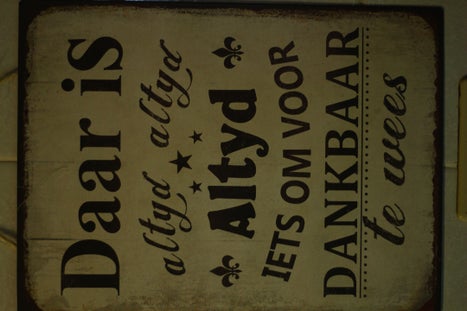 Daar is
altyd altyd
Altyd
IETS OM VOOR
DANKBAAR
te wees